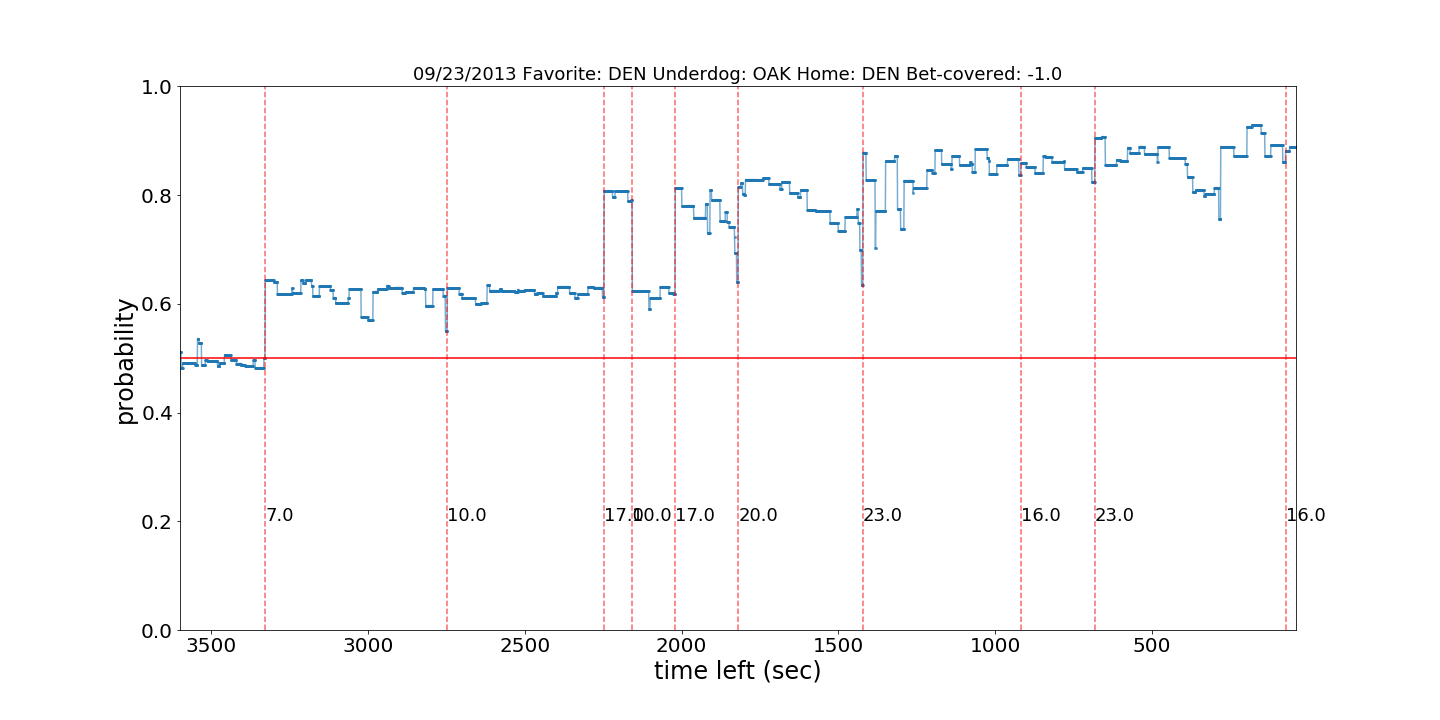 09/23/2013 Favorite: DEN Underdog: OAK Home: DEN Bet-covered: -1.0
1.0
0.8
0.6
0.4
0.2
0.0
probability
7.0 10.0 17.0 10.0 17.0 20.0 23.0 16.0 23.0 16.0
3500 3000 2500 2000 1500 1000 500
time left (sec)